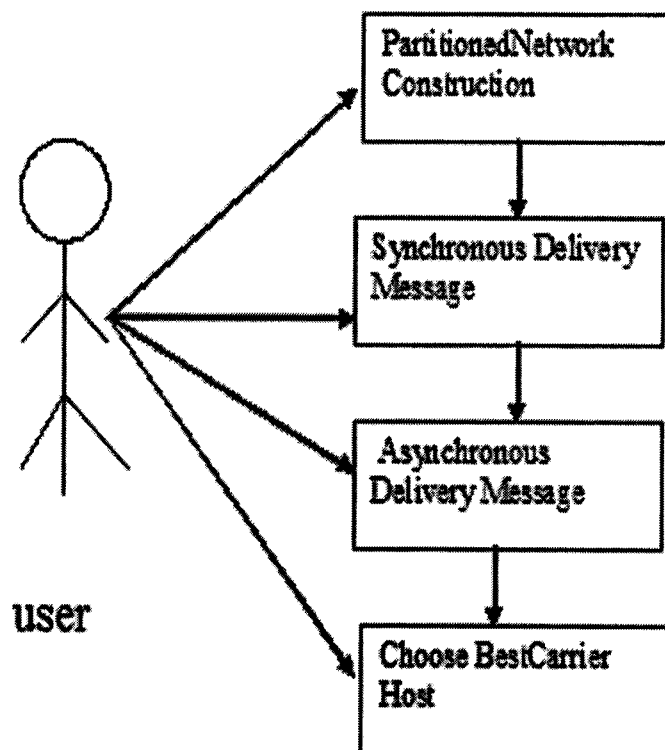 PartitionedNetwork
Construction
Synchronous Delivery
Message
Asynchronous
Delivery Message
user
Choose BestCarrier
Host